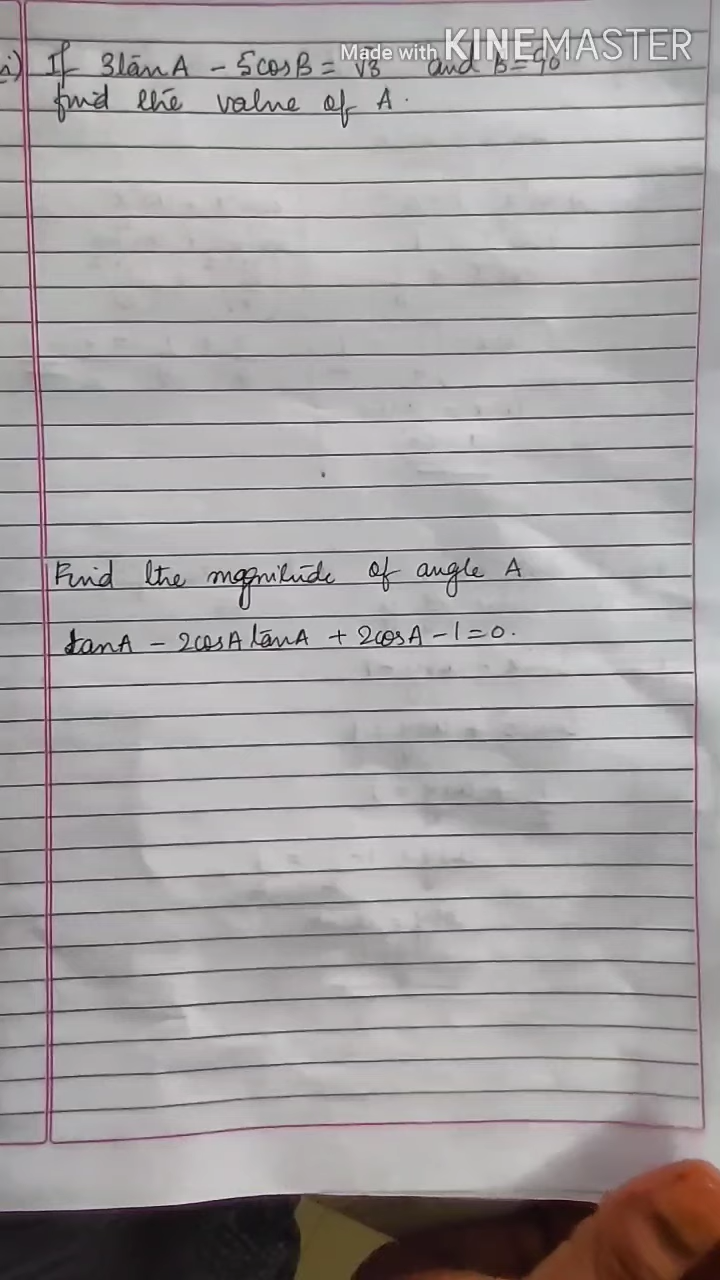 i) If 3tanA - 5cosB = √3 and B = 90
find the value of A.
Made with KINEMASTER
Find the magnitude of angle A
tanA - 2cosA tanA + 2cosA - 1 = 0.